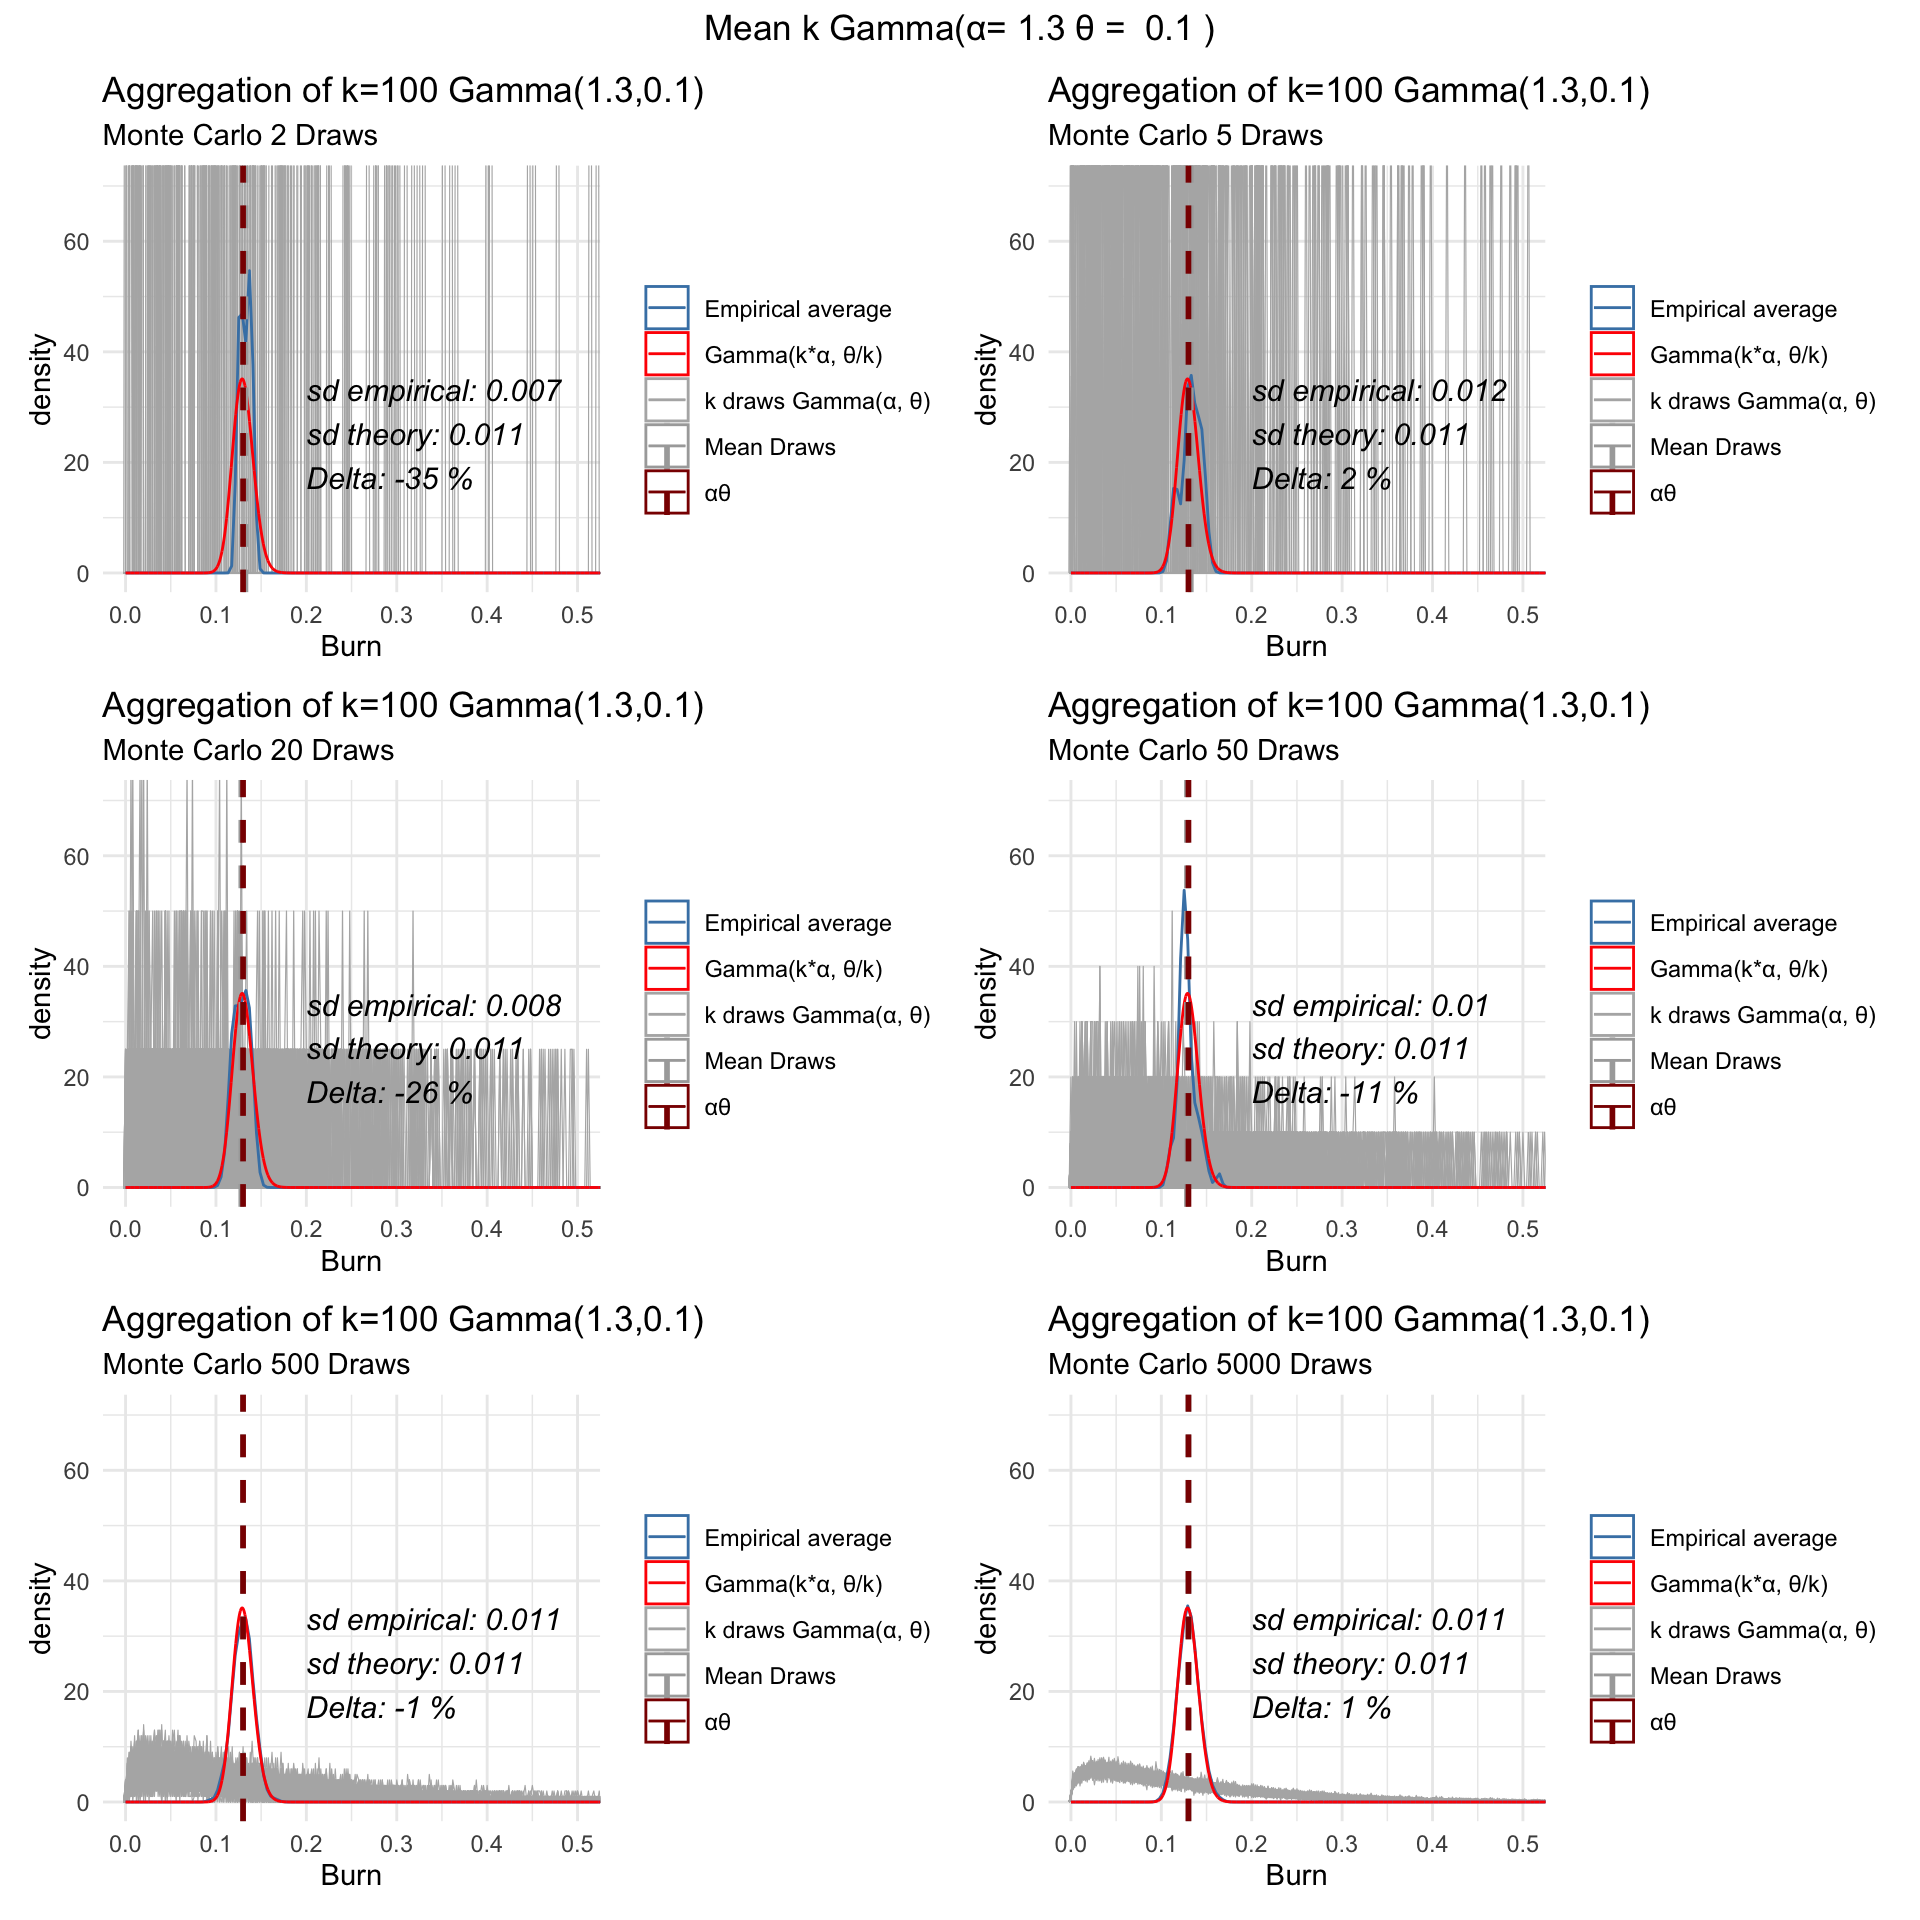 Mean k Gamma(α= 1.3 θ =  0.1 )
Aggregation of k=100 Gamma(1.3,0.1)
Monte Carlo 2 Draws
60
40
20
0
density
sd empirical: 0.007
sd theory: 0.011
Delta: -35 %
0.0 0.1 0.2 0.3 0.4 0.5
Burn
Empirical average
Gamma(k*α, θ/k)
k draws Gamma(α, θ)
Mean Draws
αθ
Aggregation of k=100 Gamma(1.3,0.1)
Monte Carlo 5 Draws
60
40
20
0
density
sd empirical: 0.012
sd theory: 0.011
Delta: 2 %
0.0 0.1 0.2 0.3 0.4 0.5
Burn
Empirical average
Gamma(k*α, θ/k)
k draws Gamma(α, θ)
Mean Draws
αθ
Aggregation of k=100 Gamma(1.3,0.1)
Monte Carlo 20 Draws
60
40
20
0
density
sd empirical: 0.008
sd theory: 0.011
Delta: -26 %
0.0 0.1 0.2 0.3 0.4 0.5
Burn
Empirical average
Gamma(k*α, θ/k)
k draws Gamma(α, θ)
Mean Draws
αθ
Aggregation of k=100 Gamma(1.3,0.1)
Monte Carlo 50 Draws
60
40
20
0
density
sd empirical: 0.01
sd theory: 0.011
Delta: -11 %
0.0 0.1 0.2 0.3 0.4 0.5
Burn
Empirical average
Gamma(k*α, θ/k)
k draws Gamma(α, θ)
Mean Draws
αθ
Aggregation of k=100 Gamma(1.3,0.1)
Monte Carlo 500 Draws
60
40
20
0
density
sd empirical: 0.011
sd theory: 0.011
Delta: -1 %
0.0 0.1 0.2 0.3 0.4 0.5
Burn
Empirical average
Gamma(k*α, θ/k)
k draws Gamma(α, θ)
Mean Draws
αθ
Aggregation of k=100 Gamma(1.3,0.1)
Monte Carlo 5000 Draws
60
40
20
0
density
sd empirical: 0.011
sd theory: 0.011
Delta: 1 %
0.0 0.1 0.2 0.3 0.4 0.5
Burn
Empirical average
Gamma(k*α, θ/k)
k draws Gamma(α, θ)
Mean Draws
αθ